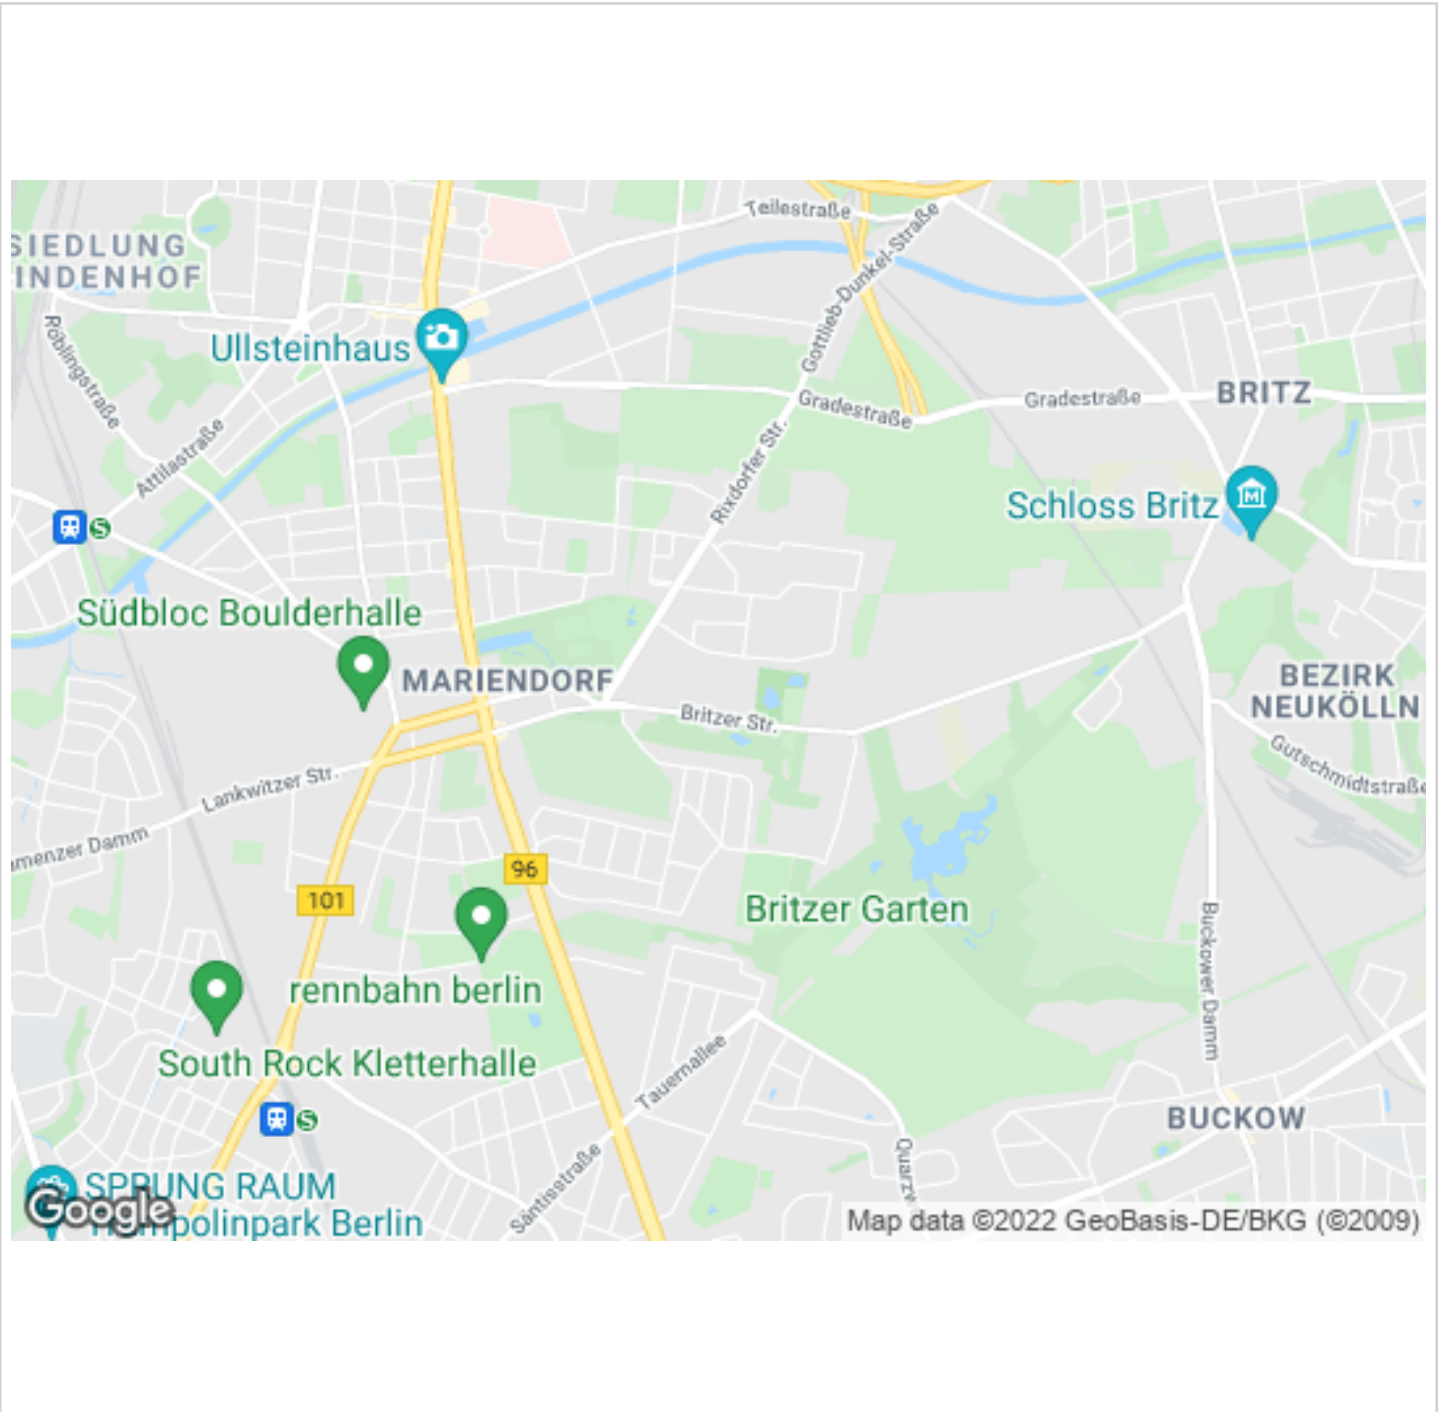 Teilestraße
SIEDLUNG
INDENHOF
Gottlieb-Dunkel-Straße
Röblingstraße
Ullsteinhaus
Gradestraße
Gradestraße
BRITZ
Attilastraße
Rixdorfer Str.
Schloss Britz
S
Südbloc Boulderhalle
MARIENDORF
BEZIRK
NEUKÖLLN
Britzer Str.
Gutschmidtstraße
Lankwitzer Str.
menzer Damm
96
101
Britzer Garten
Buckower Damm
rennbahn berlin
South Rock Kletterhalle
Tauernallee
S
BUCKOW
Säntisstraße
Quarzw
SPRUNG RAUM
Google
mpolinpark Berlin
Map data ©2022 GeoBasis-DE/BKG (©2009)